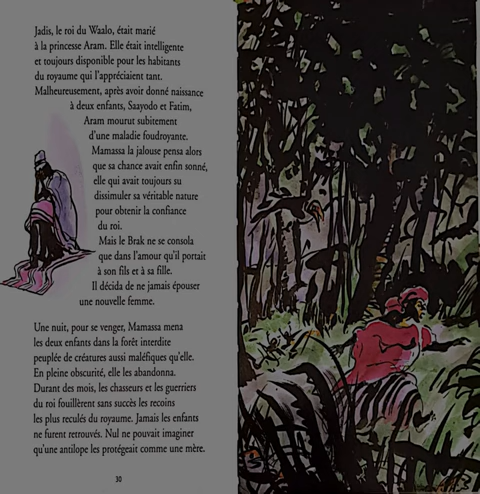 Jadis, le roi du Waalo, était marié
à la princesse Aram. Elle était intelligente
et toujours disponible pour les habitants
du royaume qui l'appréciaient tant.
Malheureusement, après avoir donné naissance
à deux enfants, Saayodo et Fatim,
Aram mourut subitement
d'une maladie foudroyante.
Mamassa la jalouse pensa alors
que sa chance avait enfin sonné,
elle qui avait toujours su
dissimuler sa véritable nature
pour obtenir la confiance
du roi.
Mais le Brak ne se consola
que dans l'amour qu'il portait
à son fils et à sa fille.
Il décida de ne jamais épouser
une nouvelle femme.
Une nuit, pour se venger, Mamassa mena
les deux enfants dans la forêt interdite
peuplée de créatures aussi maléfiques qu'elle.
En pleine obscurité, elle les abandonna.
Durant des mois, les chasseurs et les guerriers
du roi fouillèrent sans succès les recoins
les plus reculés du royaume. Jamais les enfants
ne furent retrouvés. Nul ne pouvait imaginer
qu'une antilope les protégeait comme une mère.
30